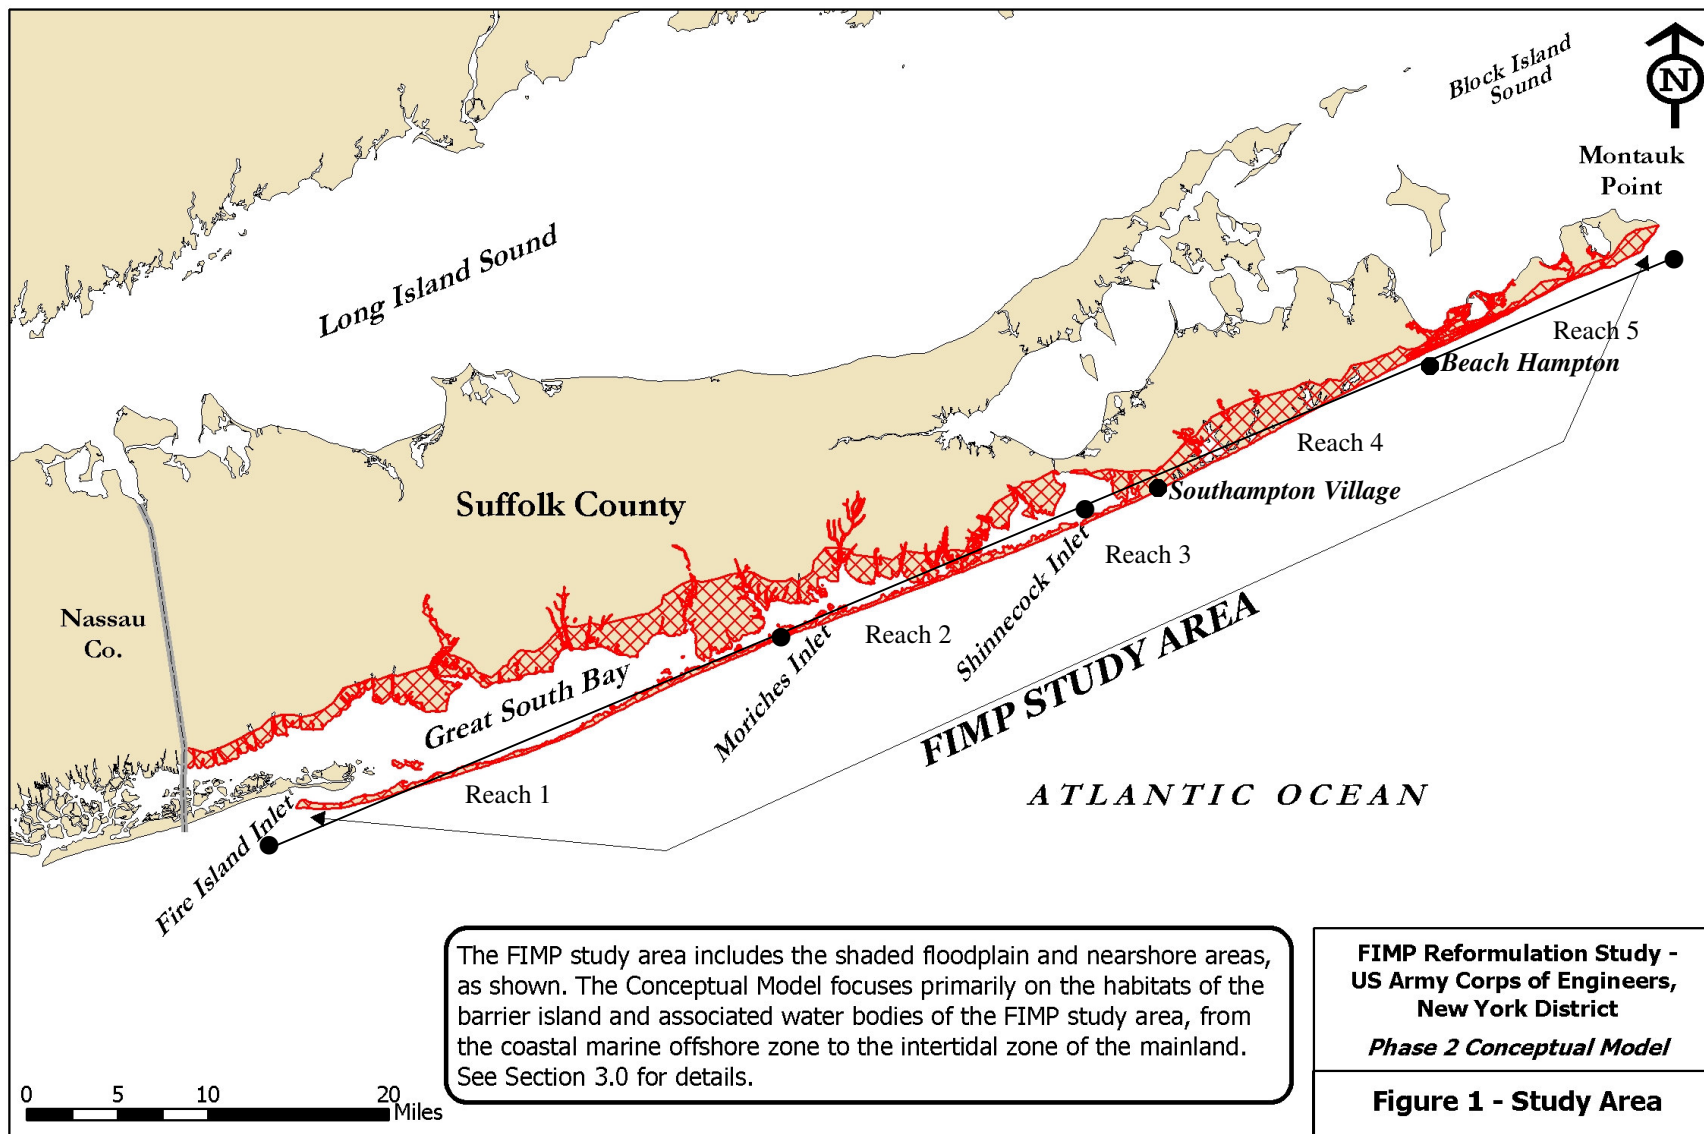 Block Island
Sound
N
Montauk
Point
Long Island Sound
Reach 5
Beach Hampton
Reach 4
Suffolk County
Southampton Village
Shinnecock Inlet
Reach 3
Nassau
Co.
Reach 2
Moriches Inlet
Great South Bay
FIMP STUDY AREA
Reach 1
ATLANTIC OCEAN
Fire Island Inlet
The FIMP study area includes the shaded floodplain and nearshore areas,
as shown. The Conceptual Model focuses primarily on the habitats of the
barrier island and associated water bodies of the FIMP study area, from
the coastal marine offshore zone to the intertidal zone of the mainland.
See Section 3.0 for details.
FIMP Reformulation Study -
US Army Corps of Engineers,
New York District
Phase 2 Conceptual Model
Figure 1 - Study Area
0 5 10 20
Miles